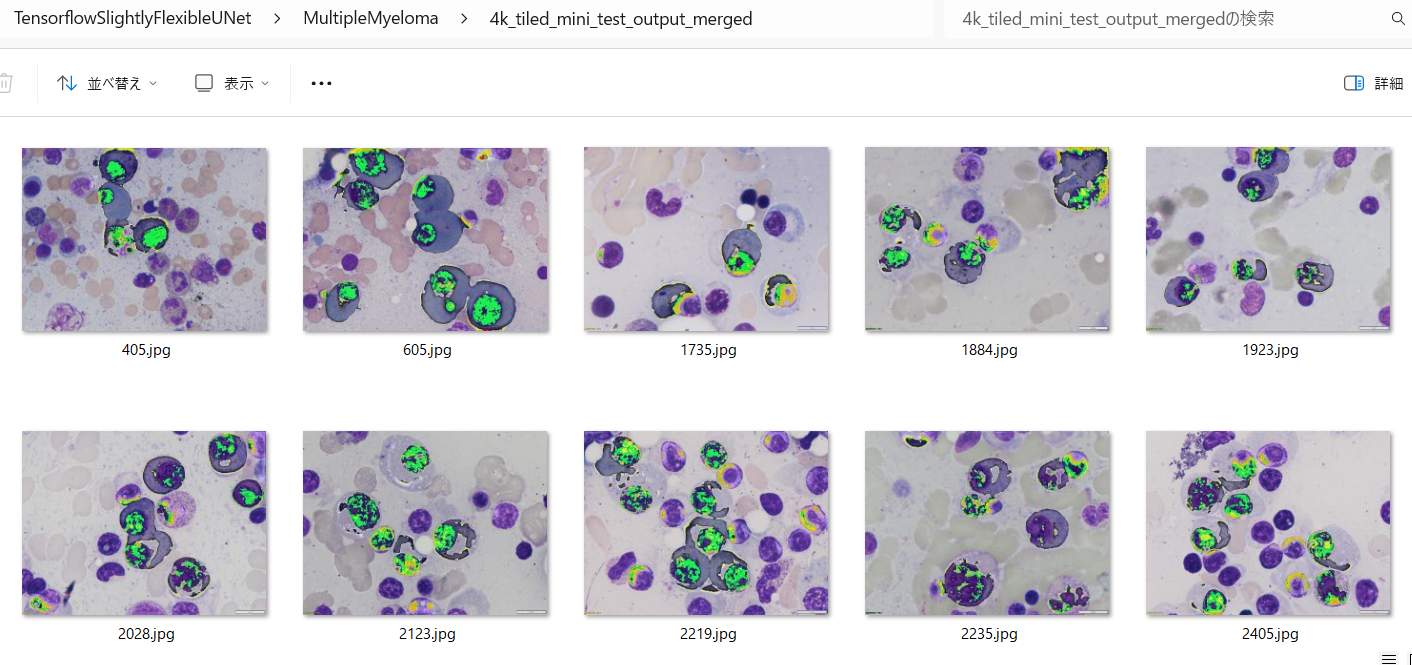 TensorflowSlightlyFlexibleUNet > MultipleMyeloma > 4k_tiled_mini_test_output_merged
4k_tiled_mini_test_output_mergedの検索
並べ替え 表示 ••• 詳細
405.jpg 605.jpg 1735.jpg 1884.jpg 1923.jpg
2028.jpg 2123.jpg 2219.jpg 2235.jpg 2405.jpg